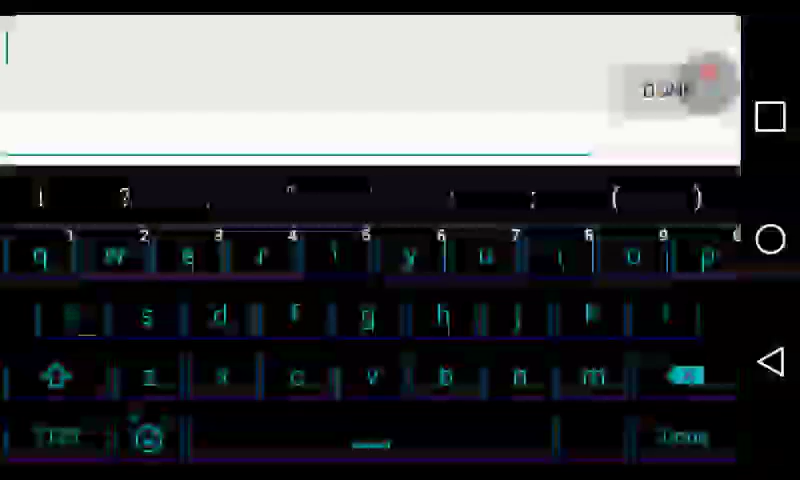 ! ? , " ' : ; ( )
1 2 3 4 5 6 7 8 9
q w e r t y u i o p
s d f g h j k l
z x c v b n m
Done